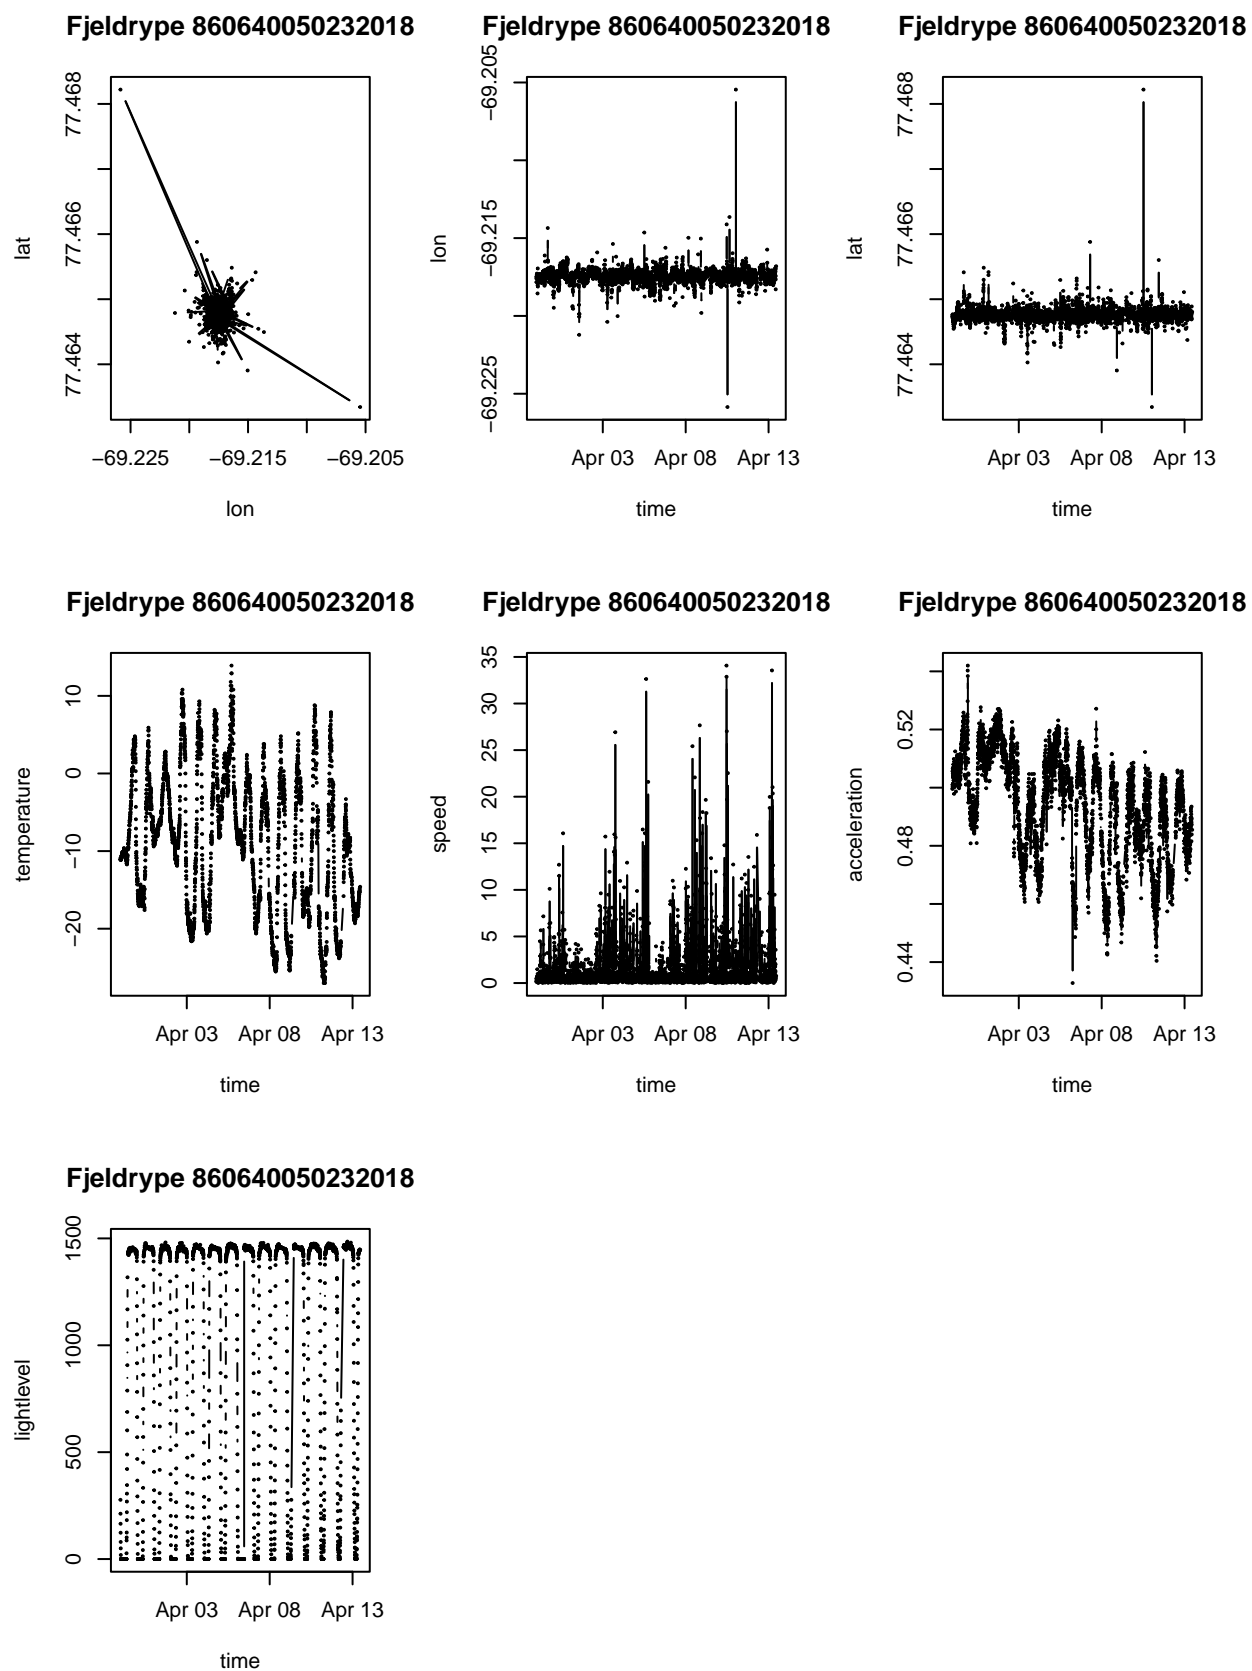 Fjeldrype 860640050232018
lat
77.464 77.466 77.468
−69.225 −69.215 −69.205
lon
Fjeldrype 860640050232018
lon
−69.225 −69.215 −69.205
Apr 03 Apr 08 Apr 13
time
Fjeldrype 860640050232018
lat
77.464 77.466 77.468
Apr 03 Apr 08 Apr 13
time
Fjeldrype 860640050232018
temperature
−20 −10 0 10
Apr 03 Apr 08 Apr 13
time
Fjeldrype 860640050232018
speed
0 5 10 15 20 25 30 35
Apr 03 Apr 08 Apr 13
time
Fjeldrype 860640050232018
acceleration
0.44 0.48 0.52
Apr 03 Apr 08 Apr 13
time
Fjeldrype 860640050232018
lightlevel
0 500 1000 1500
Apr 03 Apr 08 Apr 13
time